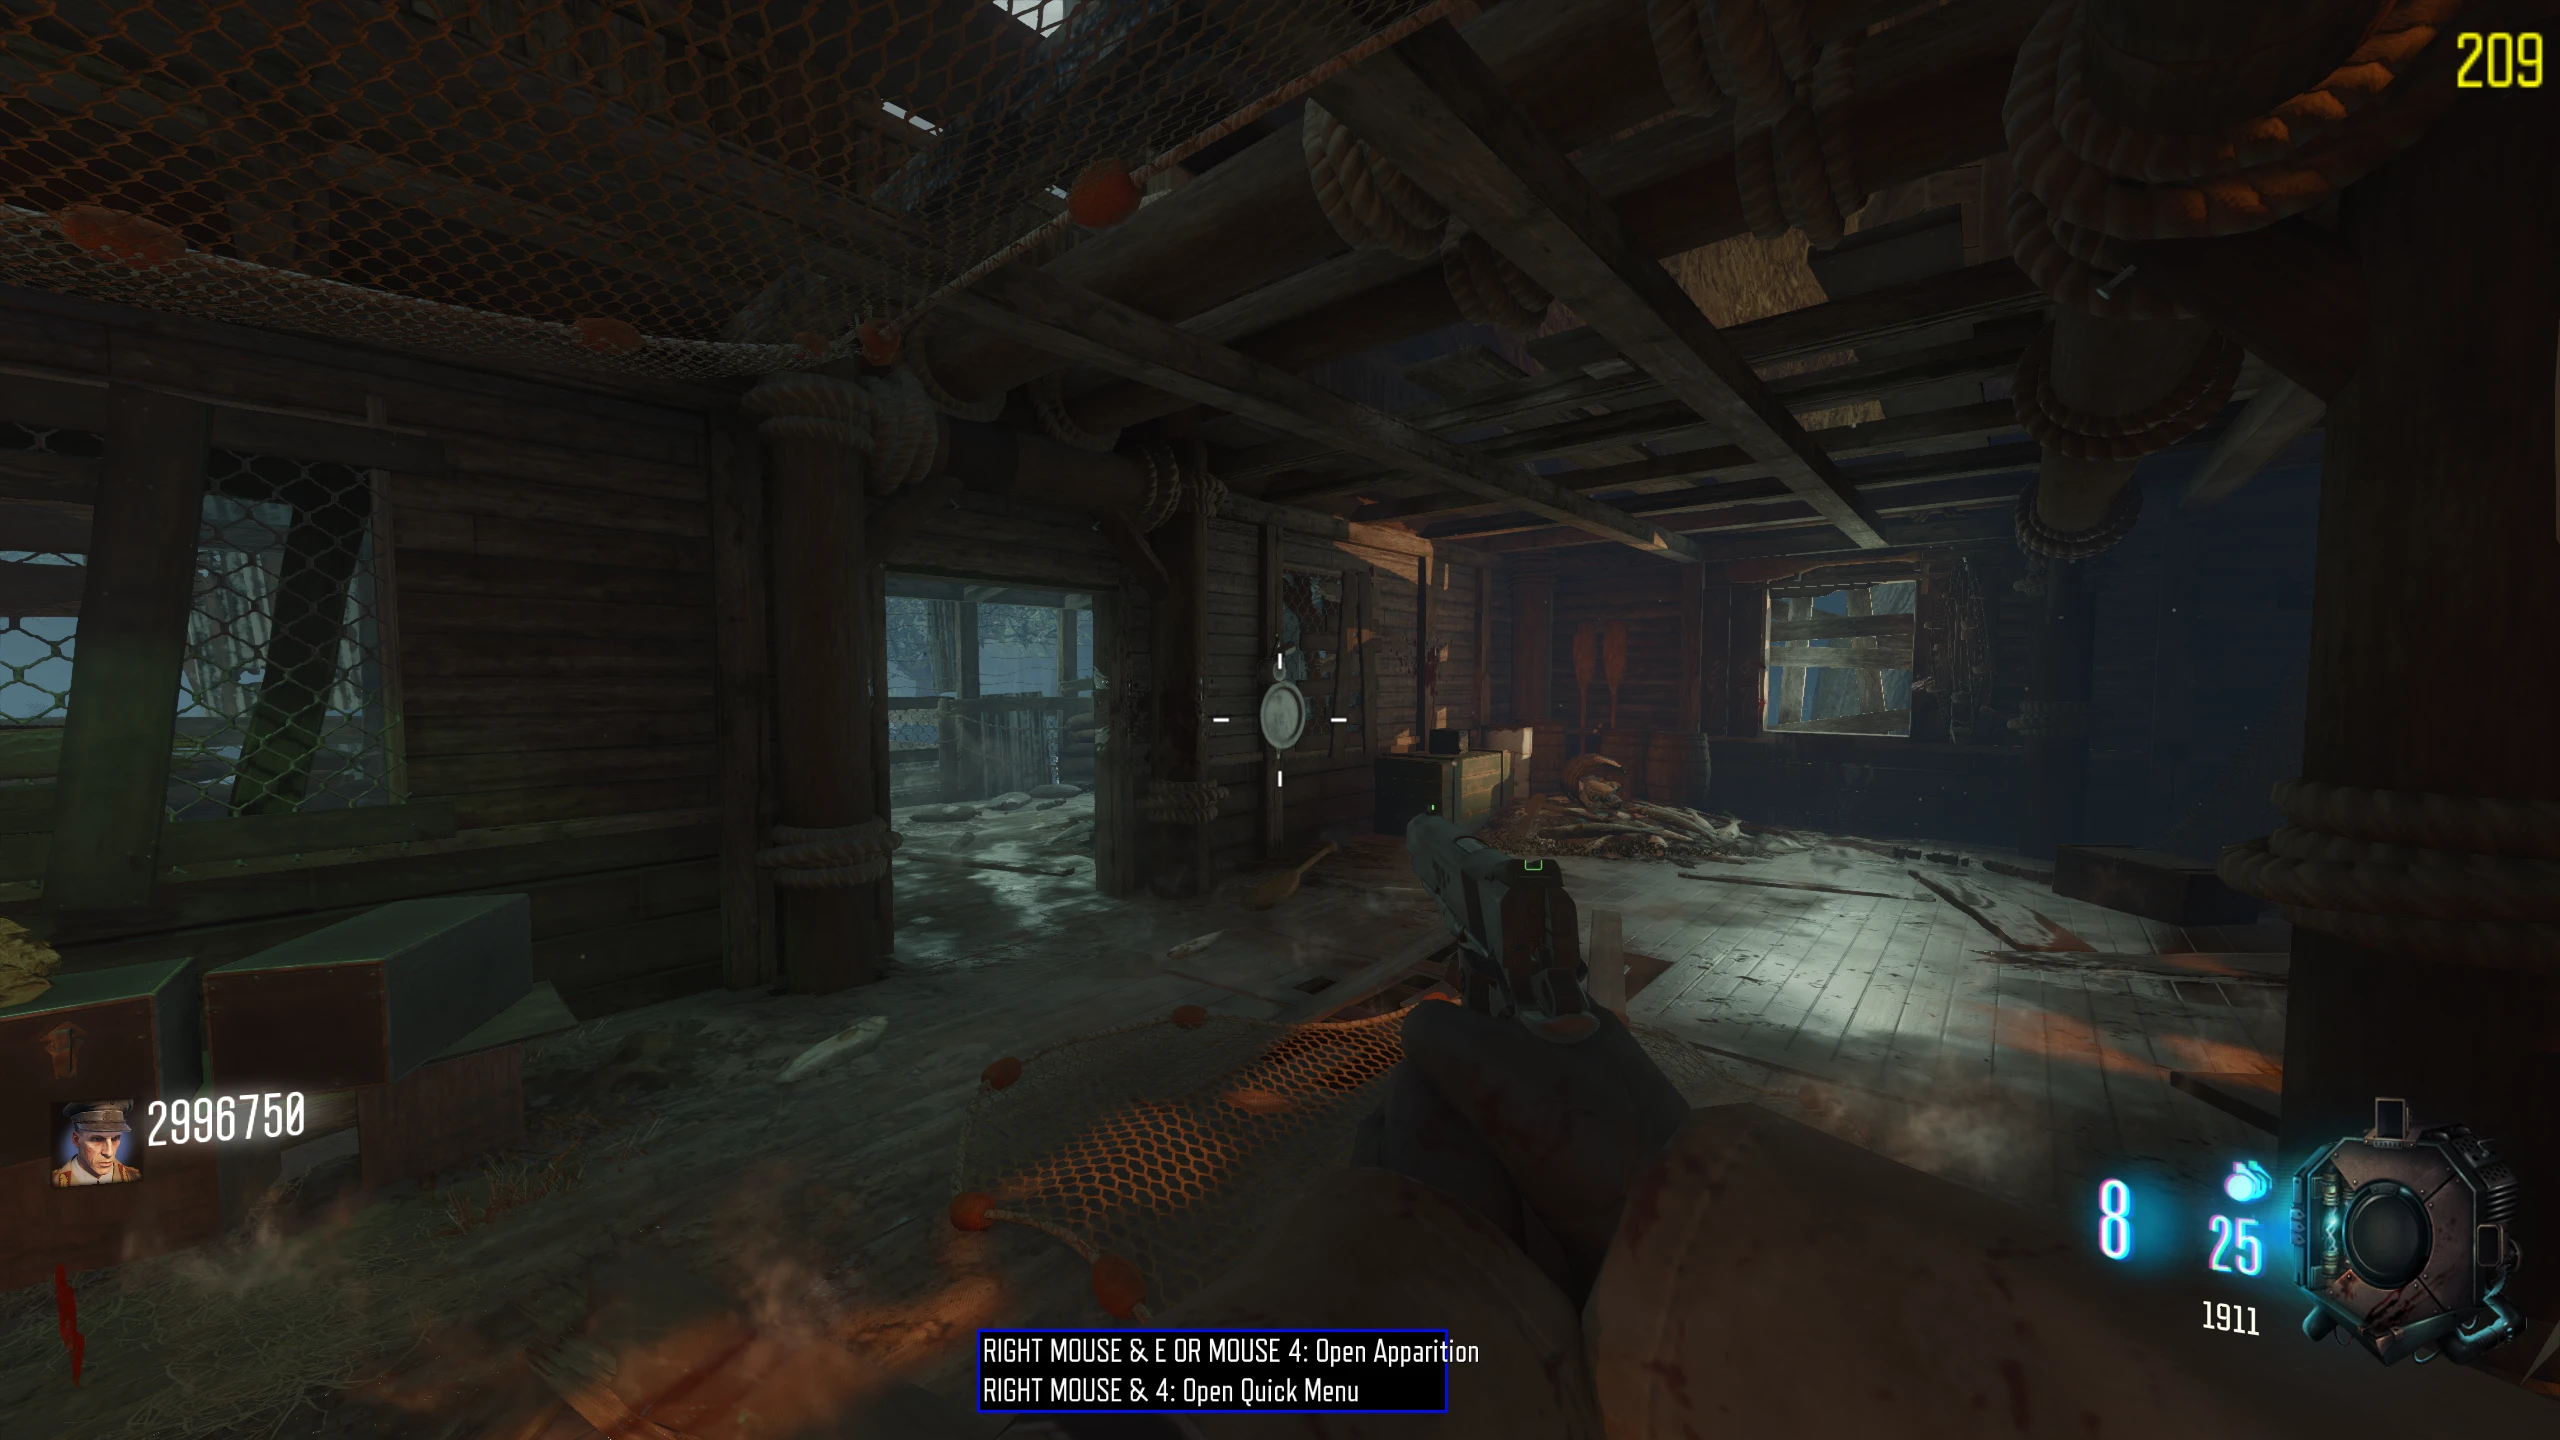 209
2996750
8
25
1911
RIGHT MOUSE & E OR MOUSE 4: Open Apparition
RIGHT MOUSE & 4: Open Quick Menu